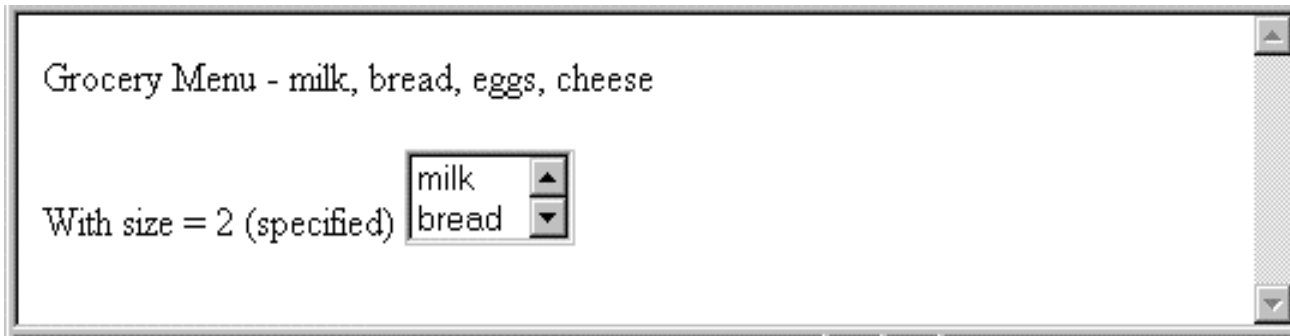 Grocery Menu - milk, bread, eggs, cheese
milk
With size = 2 (specified) bread